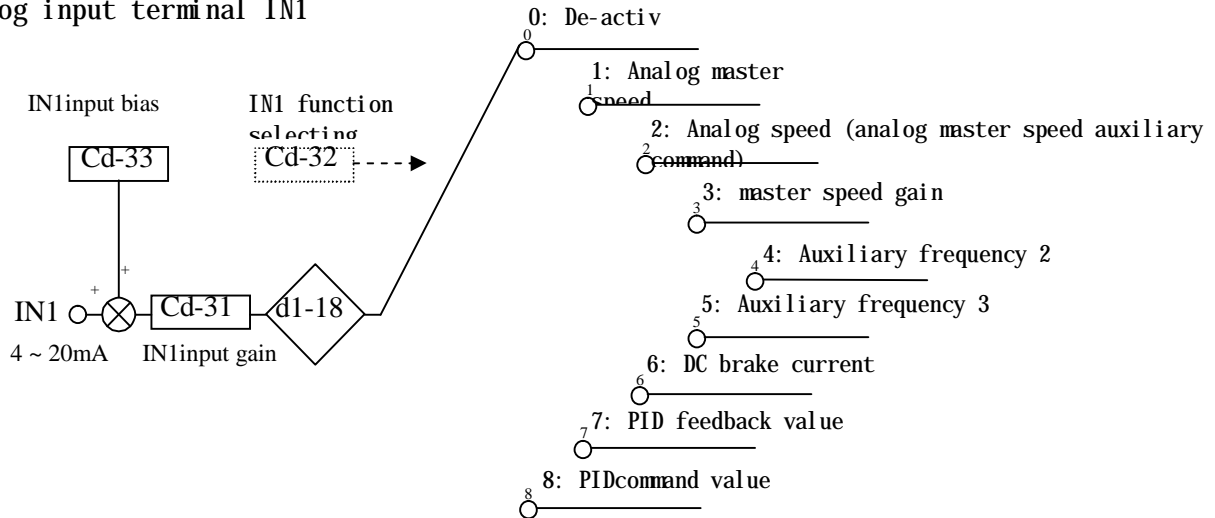 og input terminal IN1
0: De-activ
0
1: Analog master
speed
1
IN1input bias
IN1 function
selecting
2: Analog speed (analog master speed auxiliary
command)
2
Cd-33
Cd-32
3: master speed gain
3
4: Auxiliary frequency 2
4
+
+
5: Auxiliary frequency 3
5
IN1
Cd-31
d1-18
4 ~ 20mA
IN1input gain
6: DC brake current
6
7: PID feedback value
7
8: PIDcommand value
8